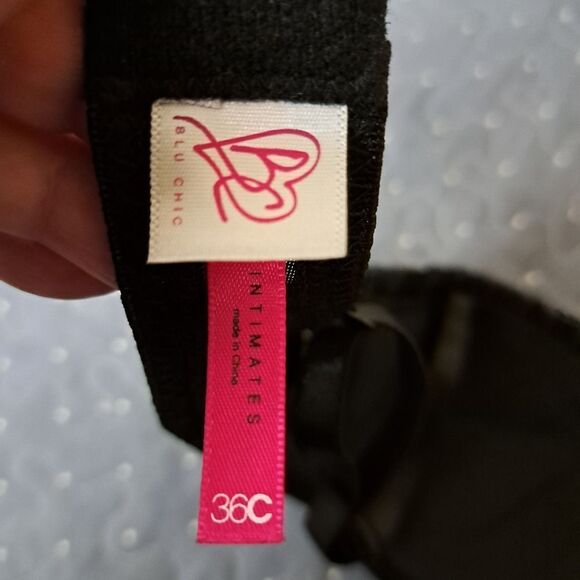 BLU CHIC
INTIMATES
made in China
36C